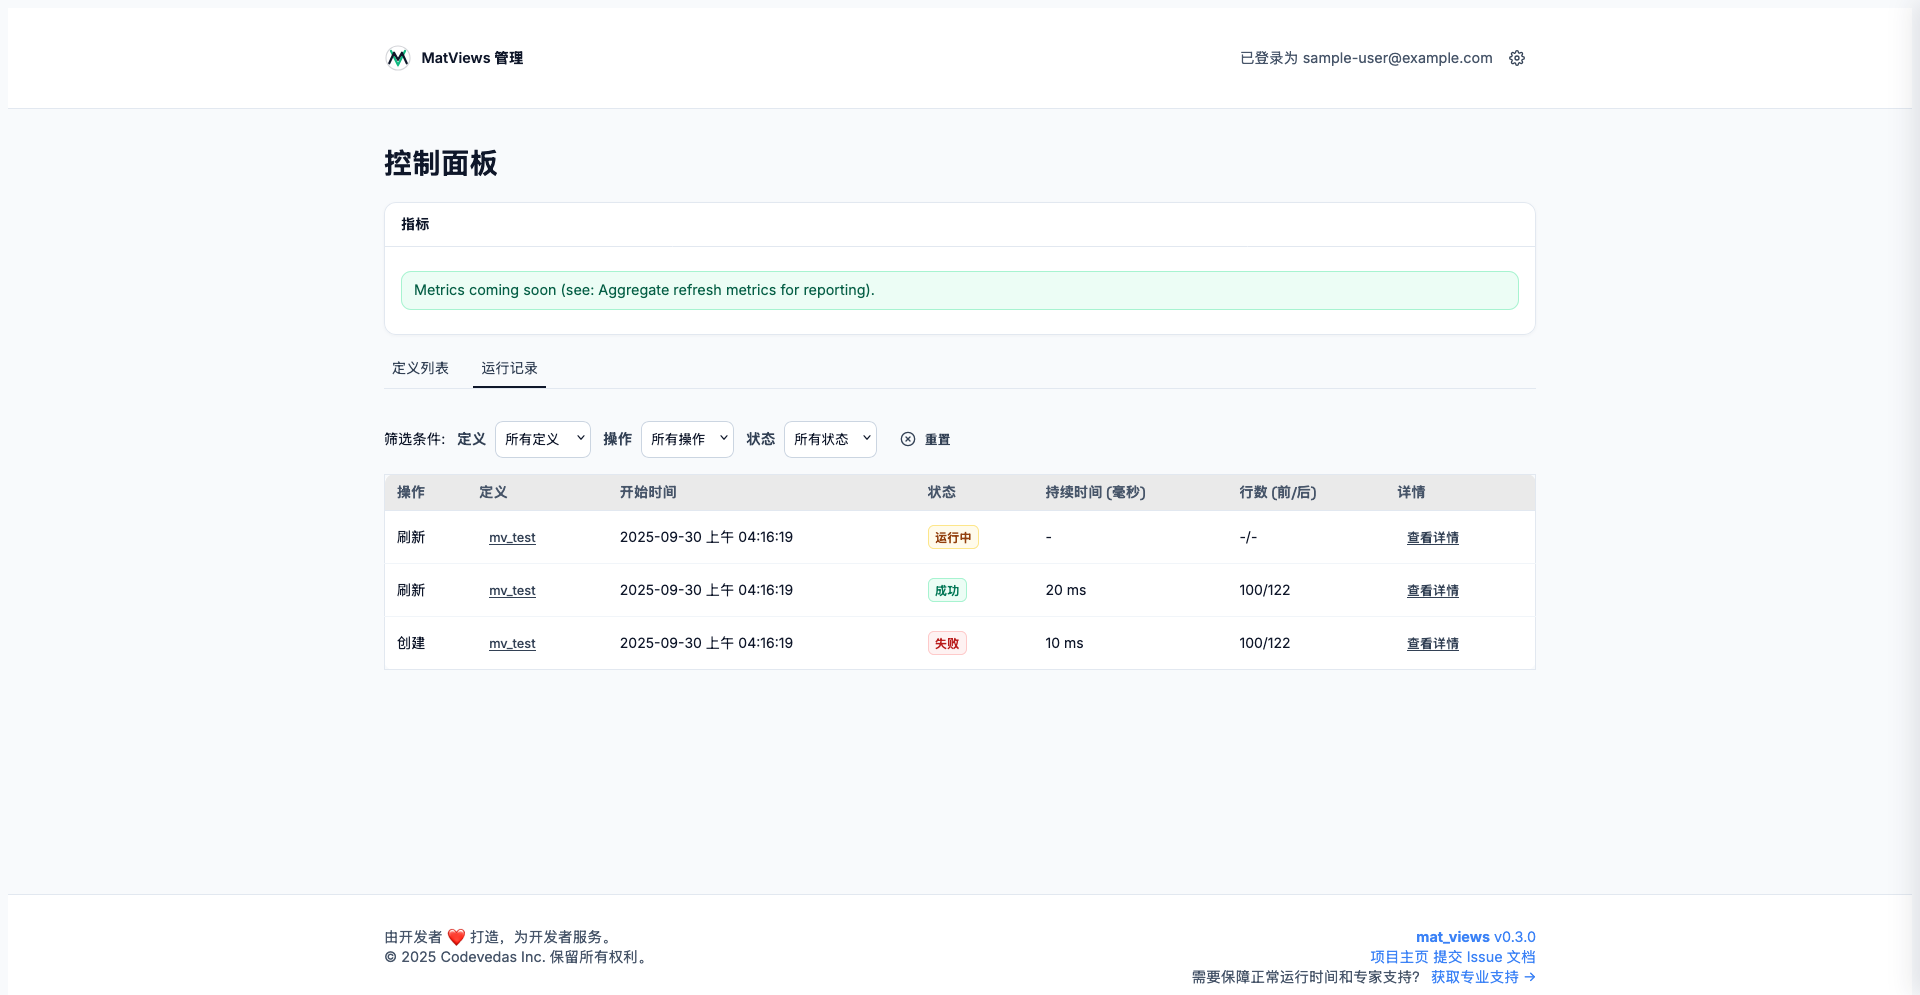 MatViews 管理
已登录为 sample-user@example.com
控制面板
指标
Metrics coming soon (see: Aggregate refresh metrics for reporting).
定义列表 运行记录
筛选条件: 定义 所有定义 操作 所有操作 状态 所有状态 重置
操作 定义 开始时间 状态 持续时间 (毫秒) 行数 (前/后) 详情
刷新 mv_test 2025-09-30 上午 04:16:19 运行中 - -/- 查看详情
刷新 mv_test 2025-09-30 上午 04:16:19 成功 20 ms 100/122 查看详情
创建 mv_test 2025-09-30 上午 04:16:19 失败 10 ms 100/122 查看详情
由开发者 ❤️ 打造，为开发者服务。
© 2025 Codevedas Inc. 保留所有权利。
mat_views v0.3.0
项目主页 提交 Issue 文档
需要保障正常运行时间和专家支持？ 获取专业支持 →